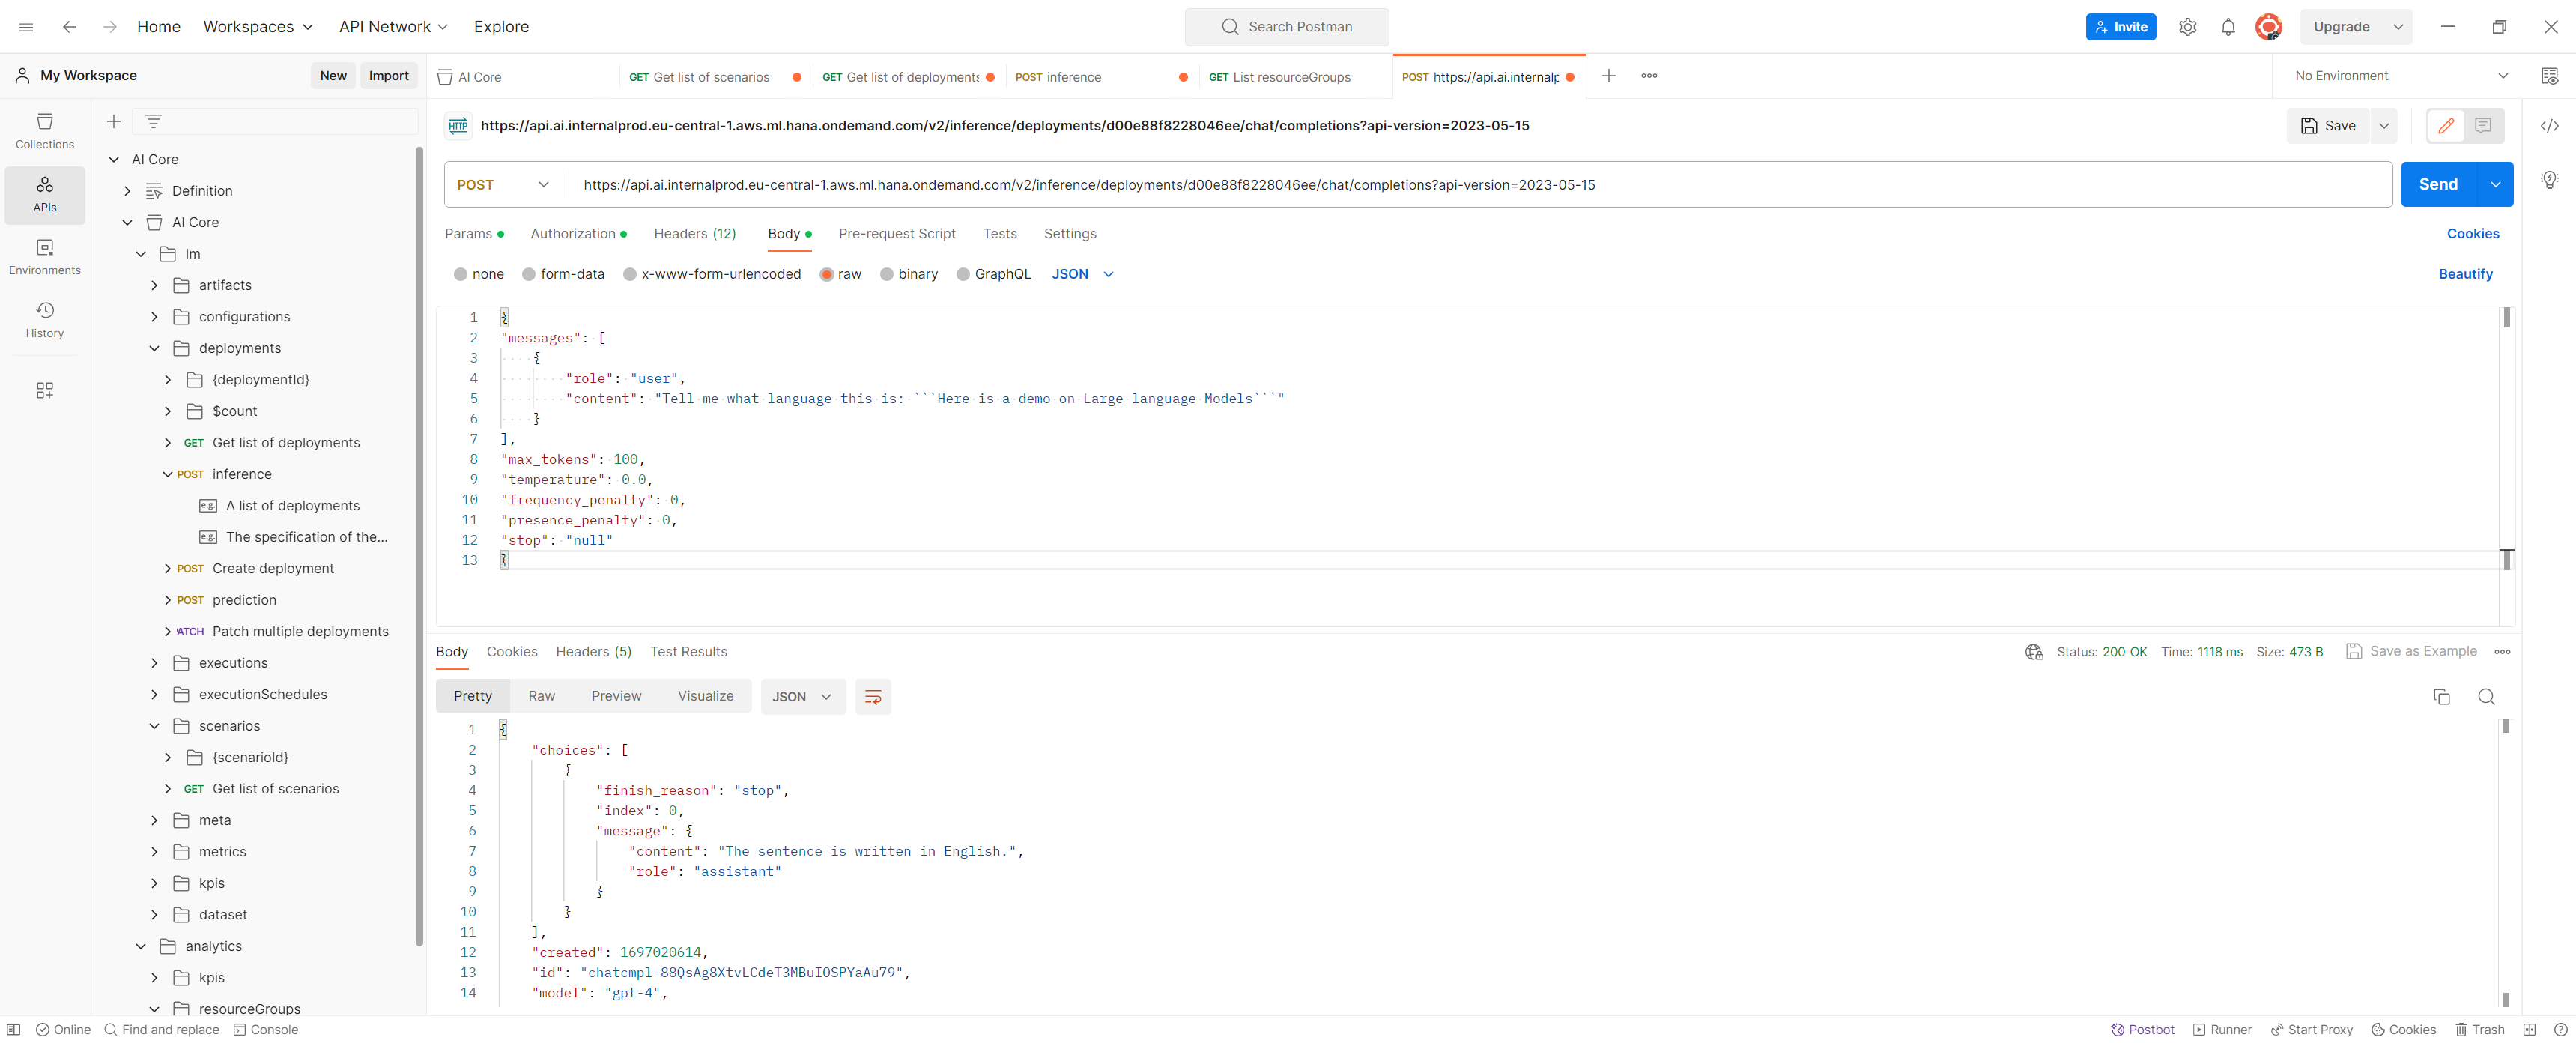 Home Workspaces API Network Explore Search Postman Invite Upgrade
My Workspace New Import
AI Core
GET Get list of scenarios
GET Get list of deployments
POST inference
GET List resourceGroups
POST https://api.ai.internalp
No Environment
Collections
APIs
Environments
History
AI Core
Definition
AI Core
lm
artifacts
configurations
deployments
{deploymentId}
$count
GET Get list of deployments
POST inference
e.g. A list of deployments
e.g. The specification of the...
POST Create deployment
POST prediction
PATCH Patch multiple deployments
executions
executionSchedules
scenarios
{scenarioId}
GET Get list of scenarios
meta
metrics
kpis
dataset
analytics
kpis
resourceGroups
HTTP https://api.ai.internalprod.eu-central-1.aws.ml.hana.ondemand.com/v2/inference/deployments/d00e88f8228046ee/chat/completions?api-version=2023-05-15 Save
POST https://api.ai.internalprod.eu-central-1.aws.ml.hana.ondemand.com/v2/inference/deployments/d00e88f8228046ee/chat/completions?api-version=2023-05-15 Send
Params Authorization Headers (12) Body Pre-request Script Tests Settings Cookies
none form-data x-www-form-urlencoded raw binary GraphQL JSON Beautify
1 {
2 "messages": [
3 {
4 "role": "user",
5 "content": "Tell me what language this is: ```Here is a demo on Large language Models```"
6 }
7 ],
8 "max_tokens": 100,
9 "temperature": 0.0,
10 "frequency_penalty": 0,
11 "presence_penalty": 0,
12 "stop": "null"
13 }
Body Cookies Headers (5) Test Results Status: 200 OK Time: 1118 ms Size: 473 B Save as Example
Pretty Raw Preview Visualize JSON
1 {
2 "choices": [
3 {
4 "finish_reason": "stop",
5 "index": 0,
6 "message": {
7 "content": "The sentence is written in English.",
8 "role": "assistant"
9 }
10 }
11 ],
12 "created": 1697020614,
13 "id": "chatcmpl-88QsAg8XtvLCdeT3MBuIOSPYaAu79",
14 "model": "gpt-4",
Online Find and replace Console Postbot Runner Start Proxy Cookies Trash